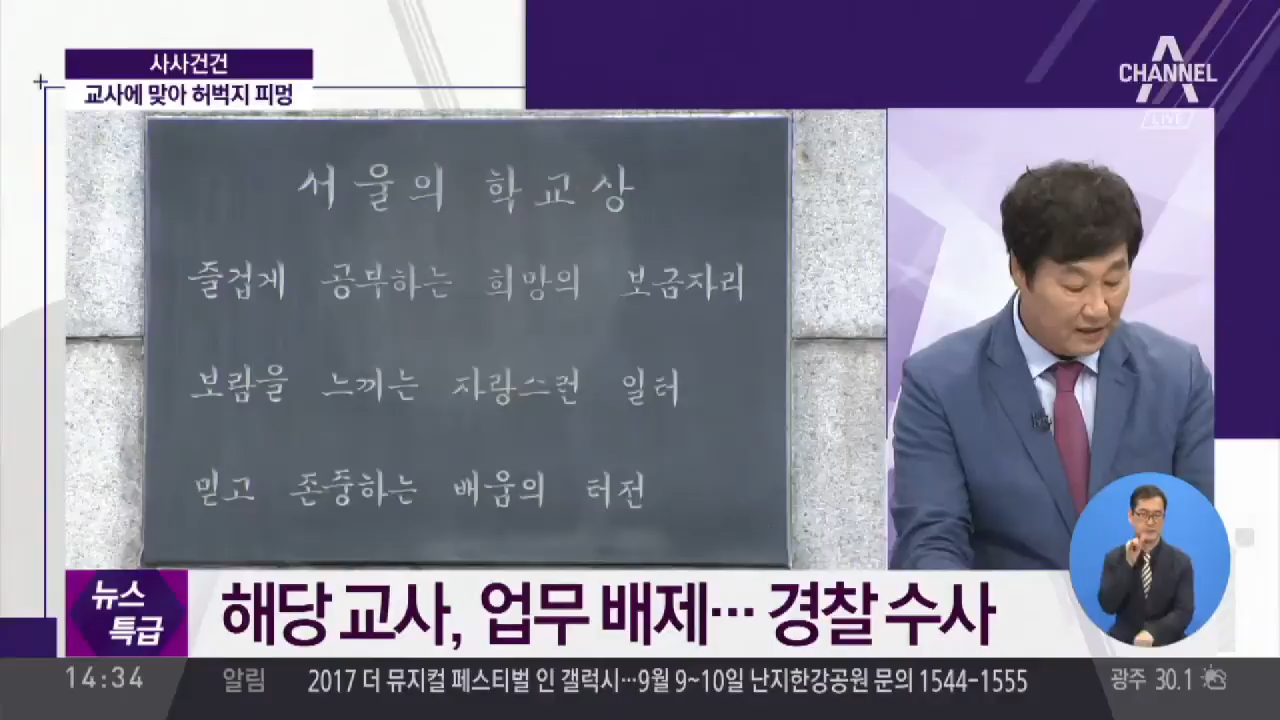 사사건건
교사에 맞아 허벅지 피멍
CHANNEL A
LIVE
서울의 학교상
즐겁게 공부하는 희망의 보금자리
보람을 느끼는 자랑스런 일터
믿고 존중하는 배움의 터전
뉴스
특급
해당 교사, 업무 배제… 경찰 수사
14:34 알림 2017 더 뮤지컬 페스티벌 인 갤럭시…9월 9~10일 난지한강공원 문의 1544-1555 광주 30.1